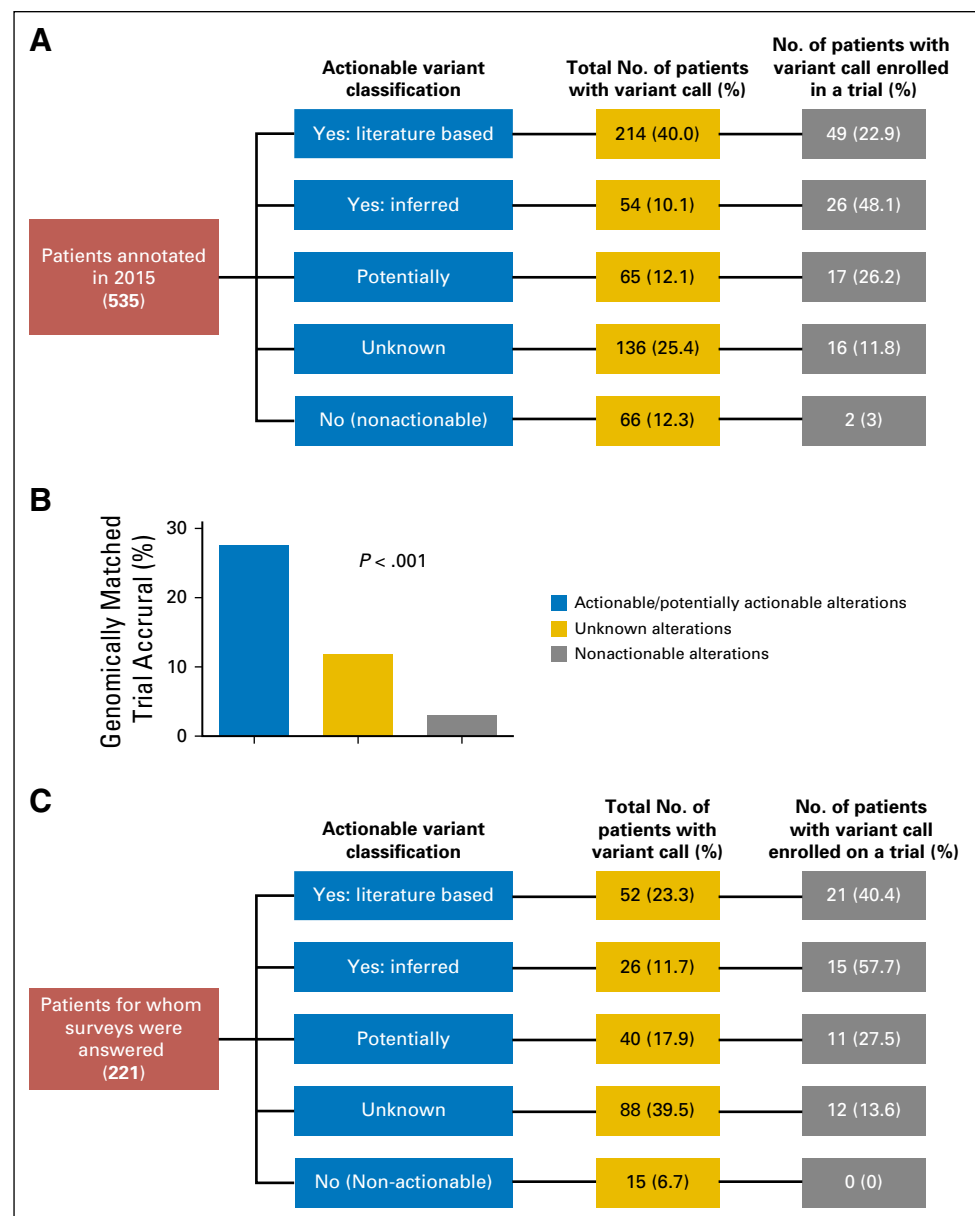 A
Actionable variant
classification
Total No. of patients
with variant call (%)
No. of patients with
variant call enrolled
in a trial (%)
Patients annotated
in 2015
(535)
Yes: literature based
214 (40.0)
49 (22.9)
Yes: inferred
54 (10.1)
26 (48.1)
Potentially
65 (12.1)
17 (26.2)
Unknown
136 (25.4)
16 (11.8)
No (nonactionable)
66 (12.3)
2 (3)
B
Genomically Matched
Trial Accrural (%)
30
20
10
0
P < .001
Actionable/potentially actionable alterations
Unknown alterations
Nonactionable alterations
C
Actionable variant
classification
Total No. of
patients with
variant call (%)
No. of patients
with variant call
enrolled on a trial (%)
Patients for whom
surveys were
answered
(221)
Yes: literature based
52 (23.3)
21 (40.4)
Yes: inferred
26 (11.7)
15 (57.7)
Potentially
40 (17.9)
11 (27.5)
Unknown
88 (39.5)
12 (13.6)
No (Non-actionable)
15 (6.7)
0 (0)